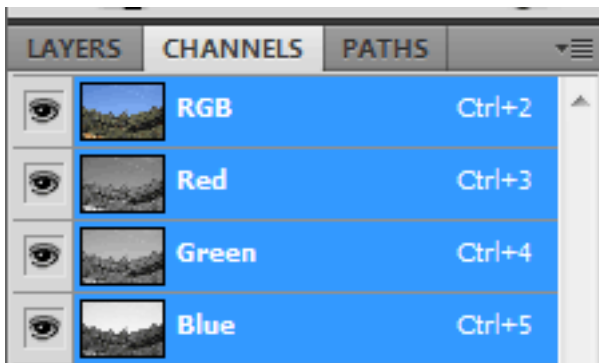 LAYERS CHANNELS PATHS
RGB Ctrl+2
Red Ctrl+3
Green Ctrl+4
Blue Ctrl+5